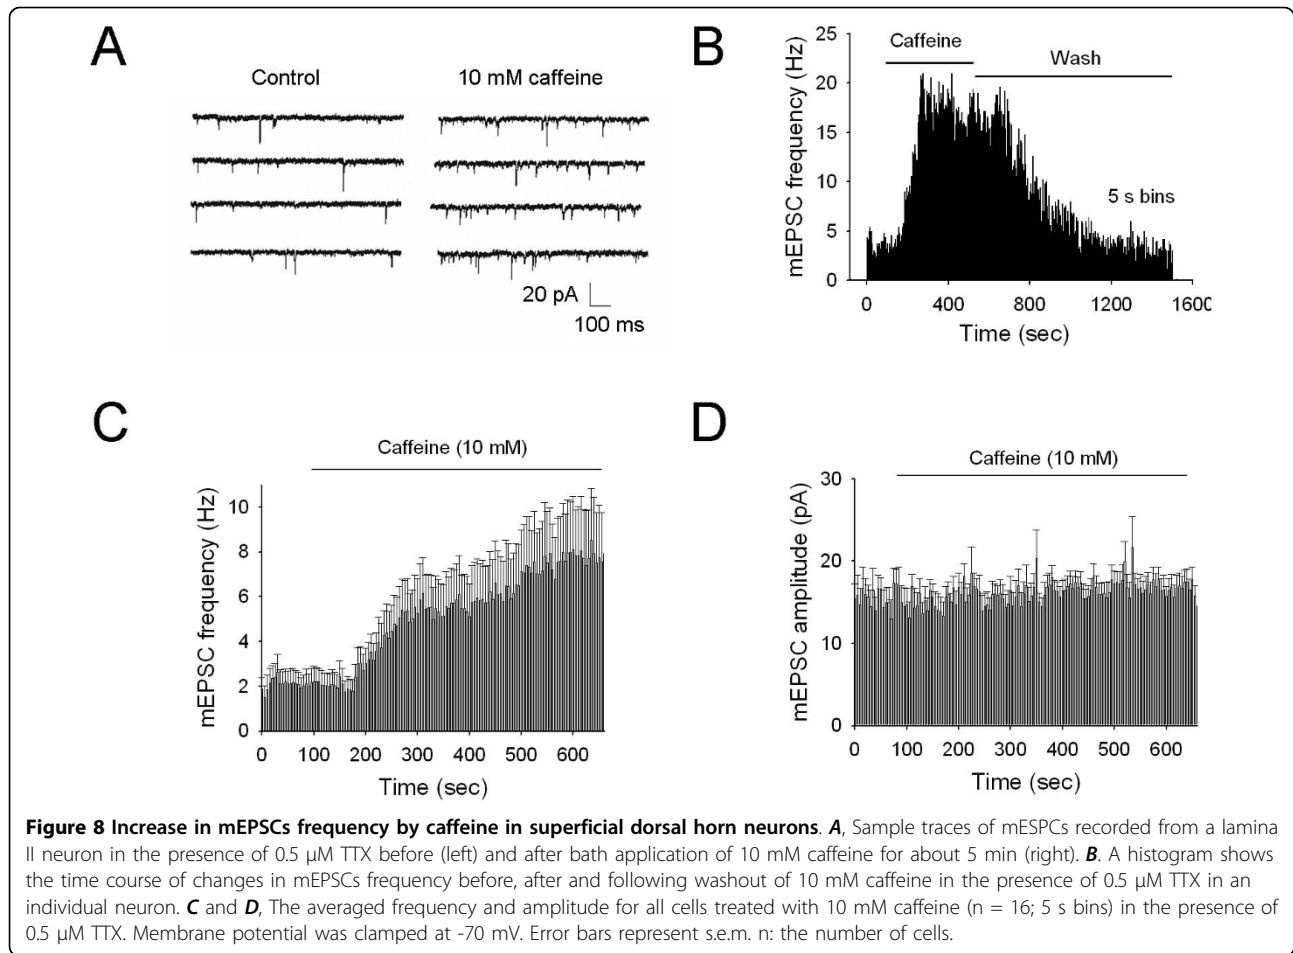 A
Control
10 mM caffeine
20 pA
100 ms
B
mEPSC frequency (Hz)
25
20
15
10
5
0
Caffeine
Wash
5 s bins
0 400 800 1200 1600
Time (sec)
C
Caffeine (10 mM)
mEPSC frequency (Hz)
10
8
6
4
2
0
0 100 200 300 400 500 600
Time (sec)
D
Caffeine (10 mM)
mEPSC amplitude (pA)
30
20
10
0
0 100 200 300 400 500 600
Time (sec)
Figure 8 Increase in mEPSCs frequency by caffeine in superficial dorsal horn neurons. A, Sample traces of mESPCs recorded from a lamina
II neuron in the presence of 0.5 μM TTX before (left) and after bath application of 10 mM caffeine for about 5 min (right). B. A histogram shows
the time course of changes in mEPSCs frequency before, after and following washout of 10 mM caffeine in the presence of 0.5 μM TTX in an
individual neuron. C and D, The averaged frequency and amplitude for all cells treated with 10 mM caffeine (n = 16; 5 s bins) in the presence of
0.5 μM TTX. Membrane potential was clamped at -70 mV. Error bars represent s.e.m. n: the number of cells.